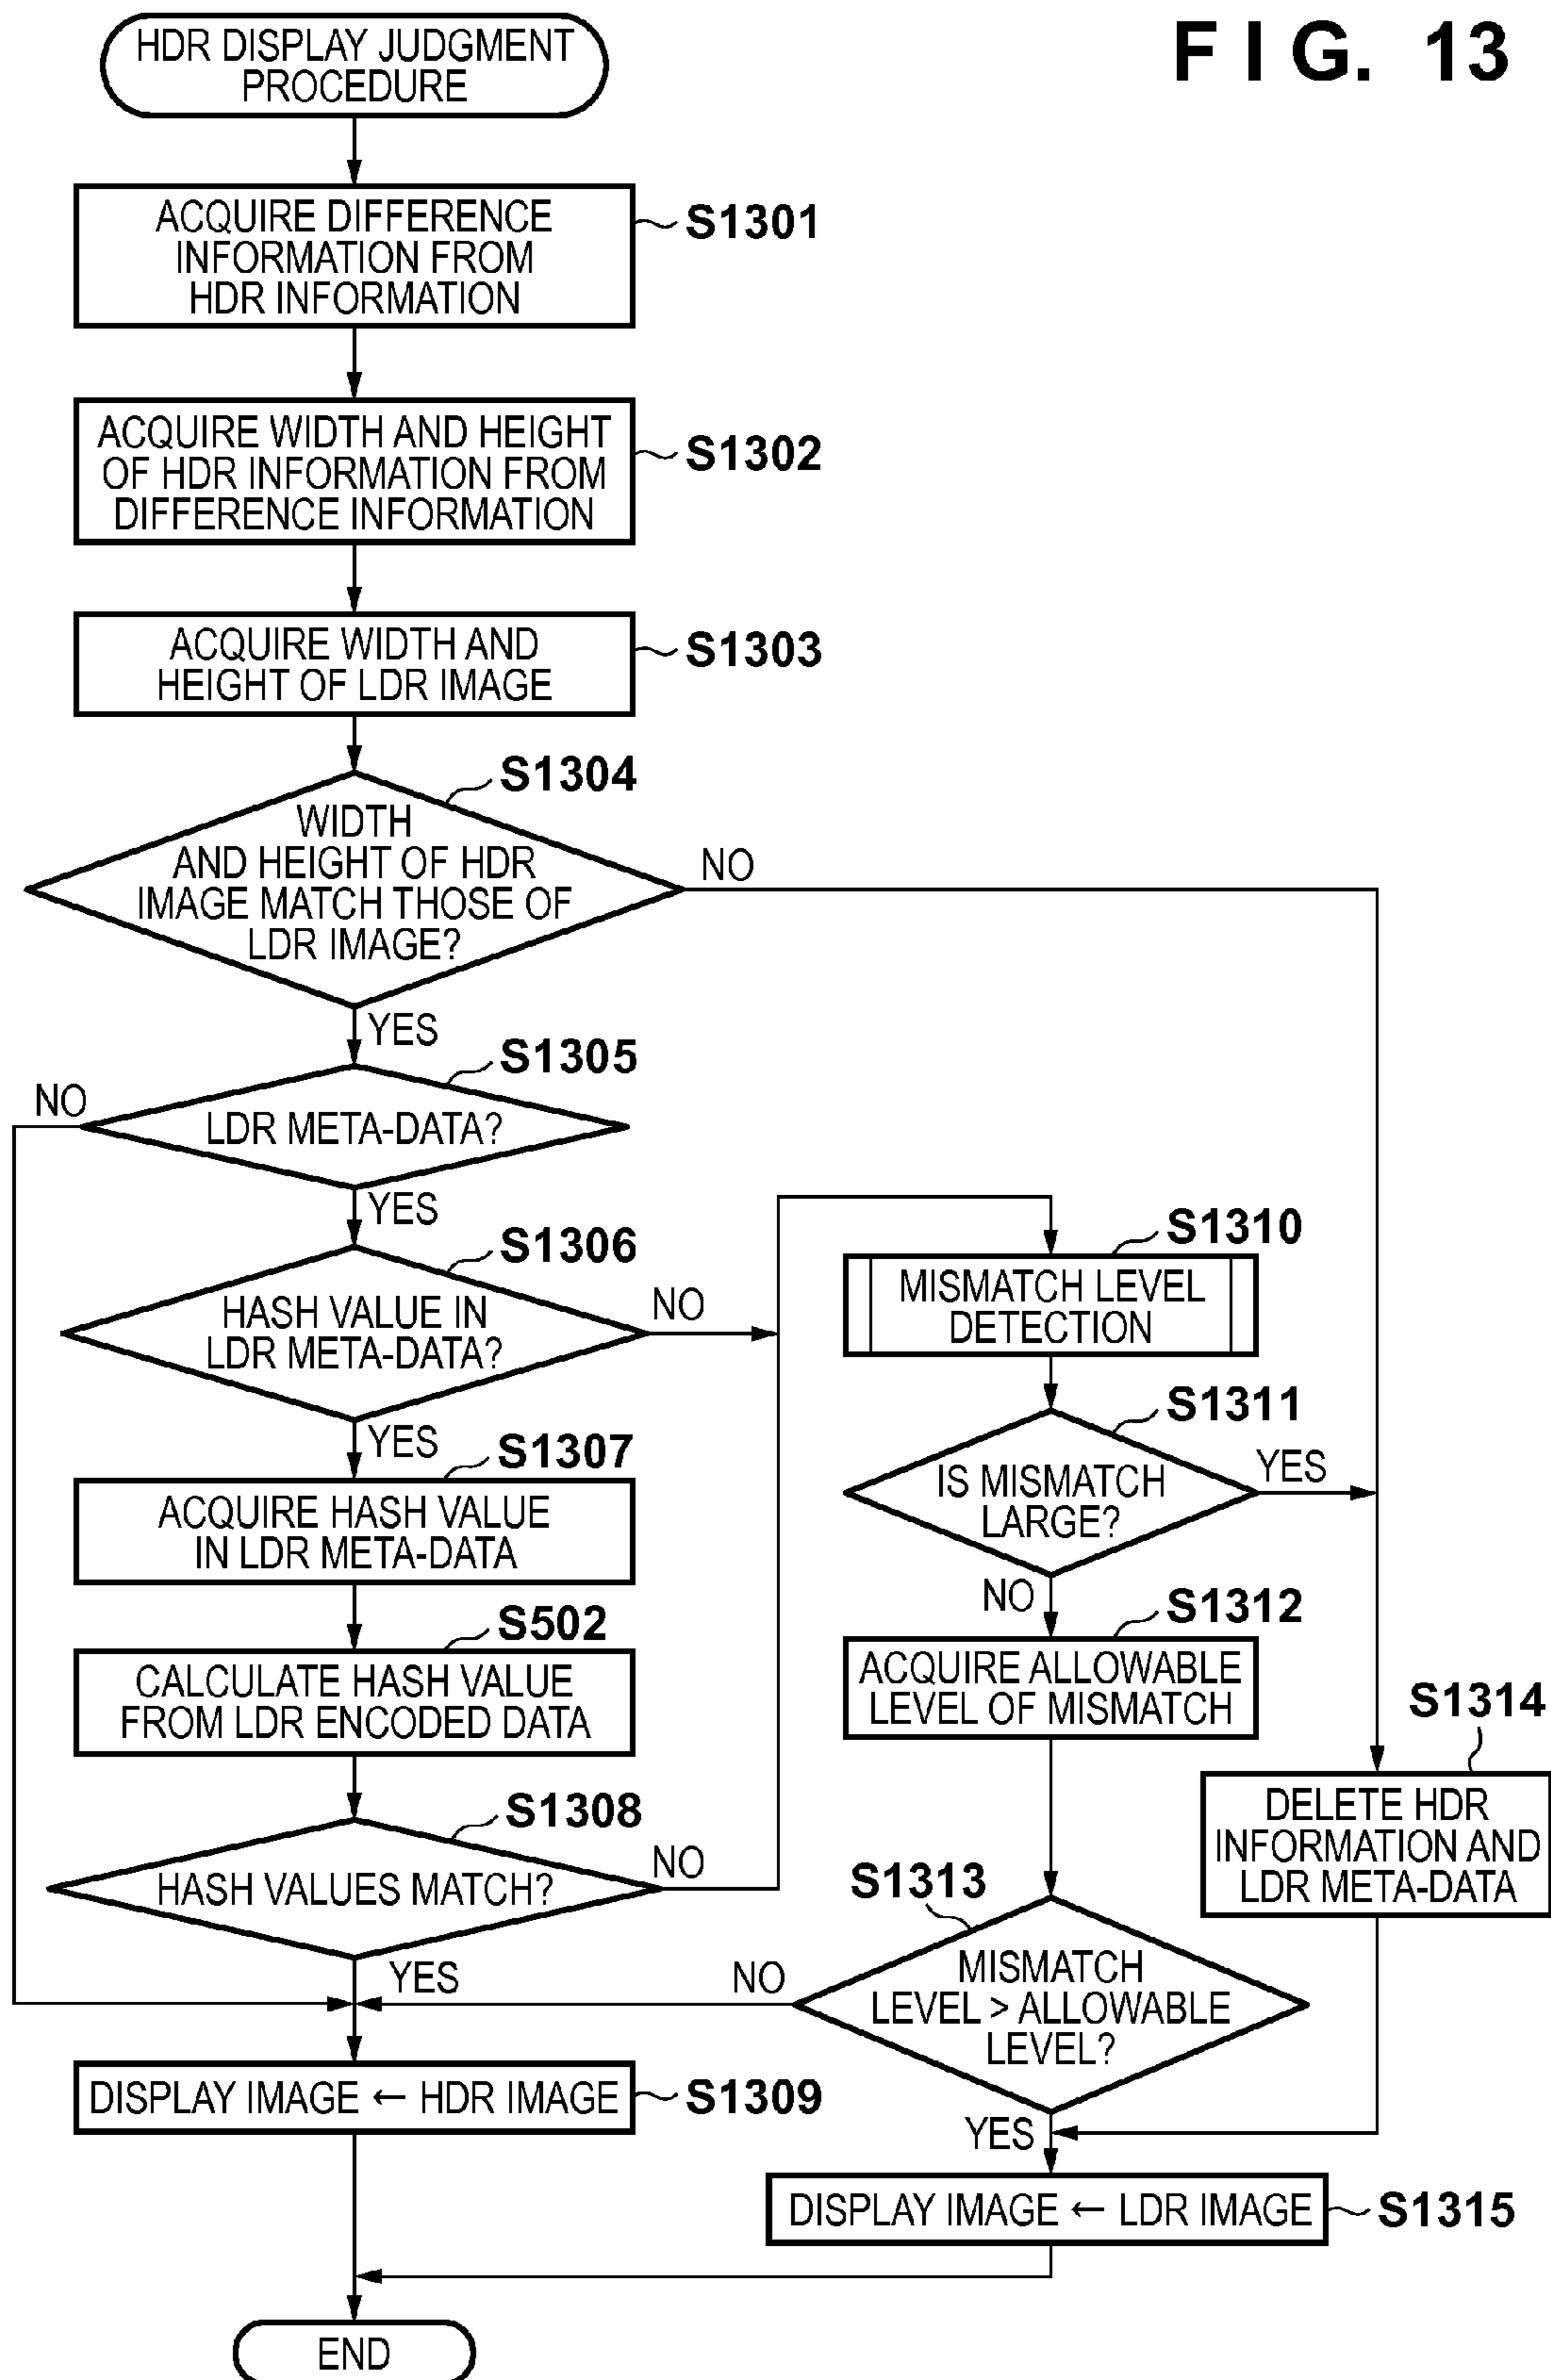 FIG. 13
HDR DISPLAY JUDGMENT
PROCEDURE
ACQUIRE DIFFERENCE
INFORMATION FROM
HDR INFORMATION
S1301
ACQUIRE WIDTH AND HEIGHT
OF HDR INFORMATION FROM
DIFFERENCE INFORMATION
S1302
ACQUIRE WIDTH AND
HEIGHT OF LDR IMAGE
S1303
S1304
WIDTH
AND HEIGHT OF HDR
IMAGE MATCH THOSE OF
LDR IMAGE?
NO
YES
S1305
NO
LDR META-DATA?
YES
S1306
HASH VALUE IN
LDR META-DATA?
NO
YES
S1307
ACQUIRE HASH VALUE
IN LDR META-DATA
S502
CALCULATE HASH VALUE
FROM LDR ENCODED DATA
S1308
HASH VALUES MATCH?
NO
YES
DISPLAY IMAGE ← HDR IMAGE
S1309
S1310
MISMATCH LEVEL
DETECTION
S1311
IS MISMATCH
LARGE?
YES
NO
S1312
ACQUIRE ALLOWABLE
LEVEL OF MISMATCH
S1313
MISMATCH
LEVEL > ALLOWABLE
LEVEL?
NO
YES
S1314
DELETE HDR
INFORMATION AND
LDR META-DATA
DISPLAY IMAGE ← LDR IMAGE
S1315
END